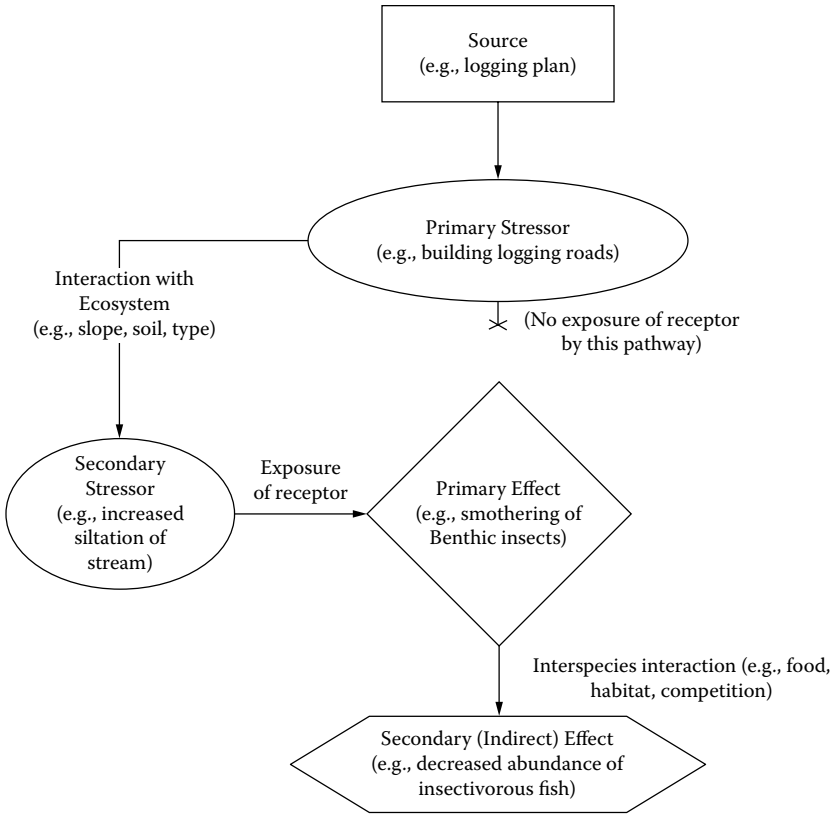 Source
(e.g., logging plan)
Primary Stressor
(e.g., building logging roads)
Interaction with
Ecosystem
(e.g., slope, soil, type)
(No exposure of receptor
by this pathway)
Secondary
Stressor
(e.g., increased
siltation of
stream)
Exposure
of receptor
Primary Effect
(e.g., smothering of
Benthic insects)
Interspecies interaction (e.g., food,
habitat, competition)
Secondary (Indirect) Effect
(e.g., decreased abundance of
insectivorous fish)